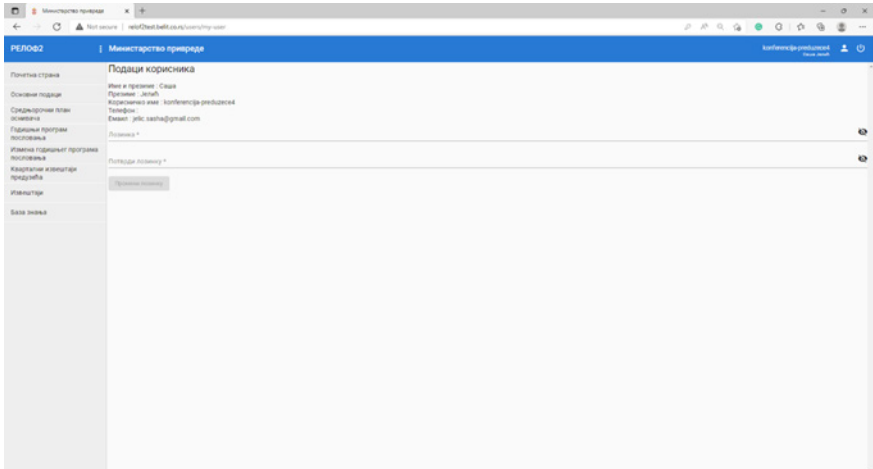 Министарство привреде
Not secure | relof2test.belit.co.rs/users/my-user
РЕЛОФ2
Министарство привреде
konferencija-preduzece4
Саша Јелић
Почетна страна
Основни подаци
Средњорочни план
оснивача
Годишњи програм
пословања
Измена годишњег програма
пословања
Квартални извештаји
предузећа
Извештаји
База знања
Подаци корисника
Име и презиме : Саша
Презиме : Јелић
Корисничко име : konferencija-preduzece4
Телефон :
Емаил : jelic.sasha@gmail.com
Лозинка *
Потврди лозинку *
Промени лозинку